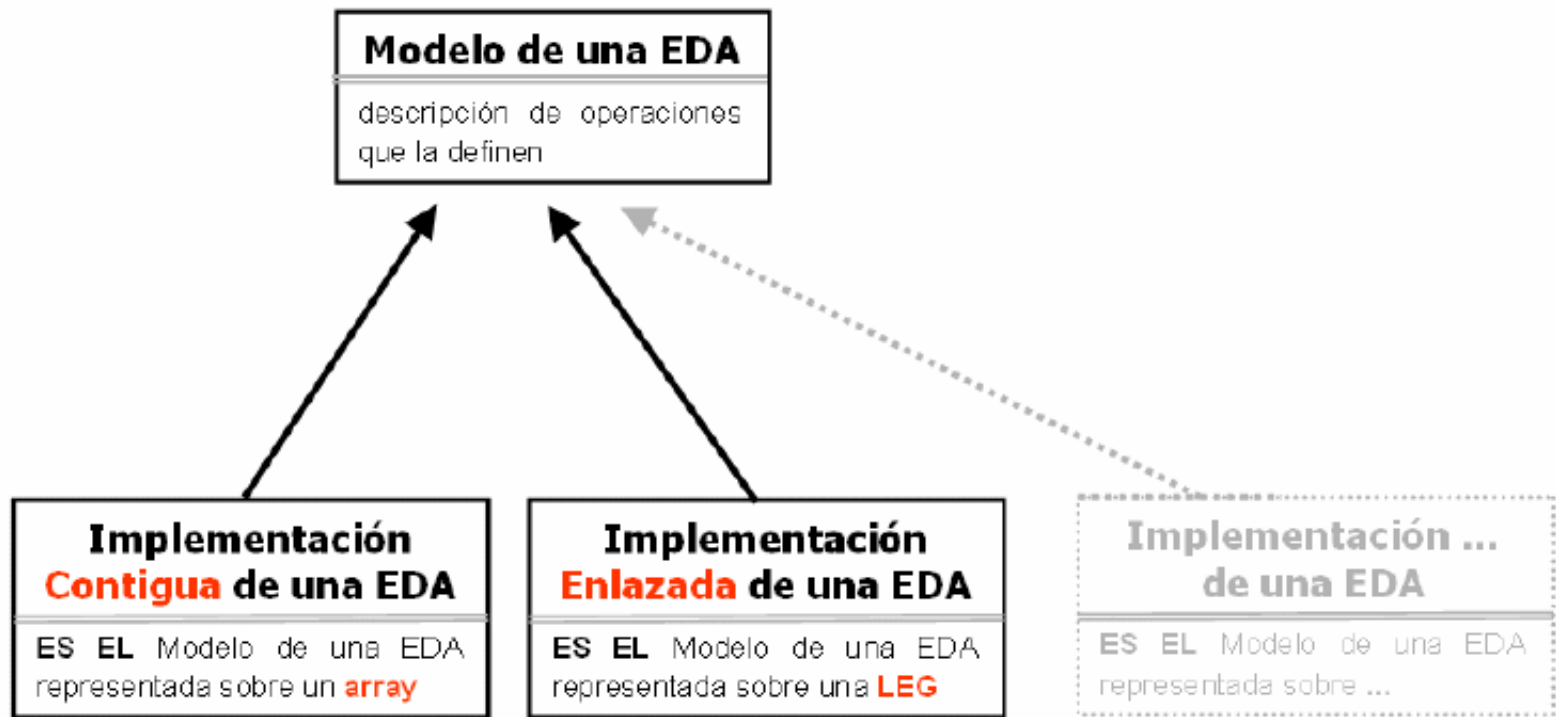 Modelo de una EDA
descripción de operaciones
que la definen
Implementación
Contigua de una EDA
ES EL Modelo de una EDA
representada sobre un array
Implementación
Enlazada de una EDA
ES EL Modelo de una EDA
representada sobre una LEG
Implementación ...
de una EDA
ES EL Modelo de una EDA
representada sobre ...